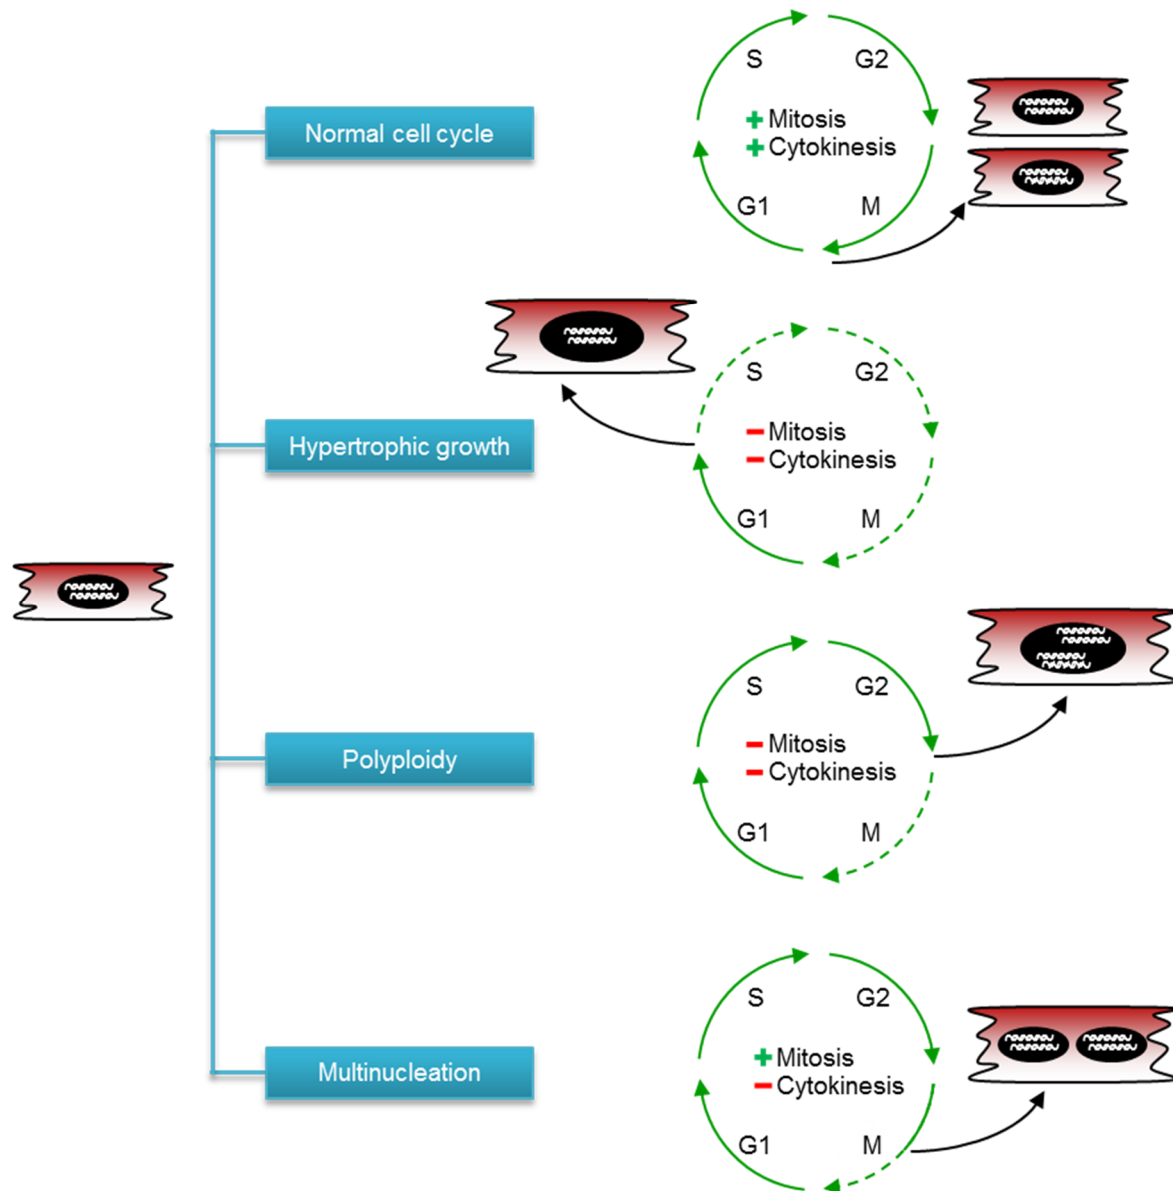 Normal cell cycle
S
G2
+ Mitosis
+ Cytokinesis
G1
M
Hypertrophic growth
S
G2
- Mitosis
- Cytokinesis
G1
M
Polyploidy
S
G2
- Mitosis
- Cytokinesis
G1
M
Multinucleation
S
G2
+ Mitosis
- Cytokinesis
G1
M